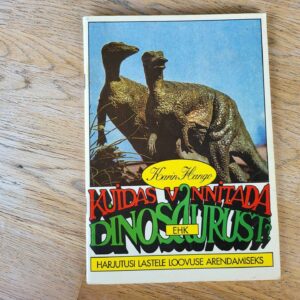 Karin Hango
KUIDAS VANNITADA
DINOSAURUST?
EHK
HARJUTUSI LASTELE LOOVUSE ARENDAMISEKS